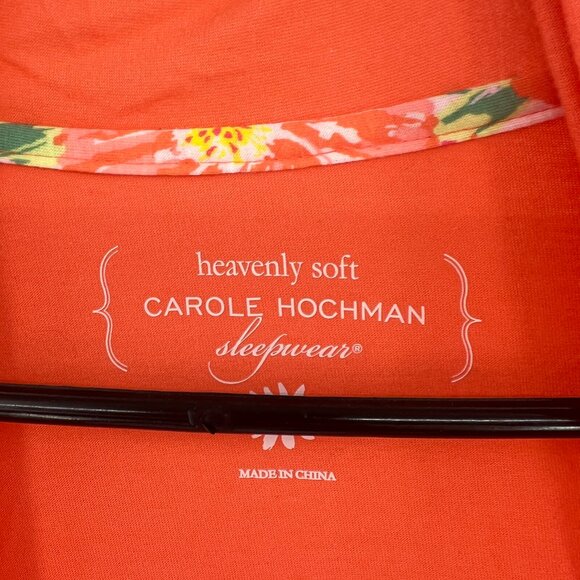 heavenly soft
CAROLE HOCHMAN
sleepwear®
MADE IN CHINA